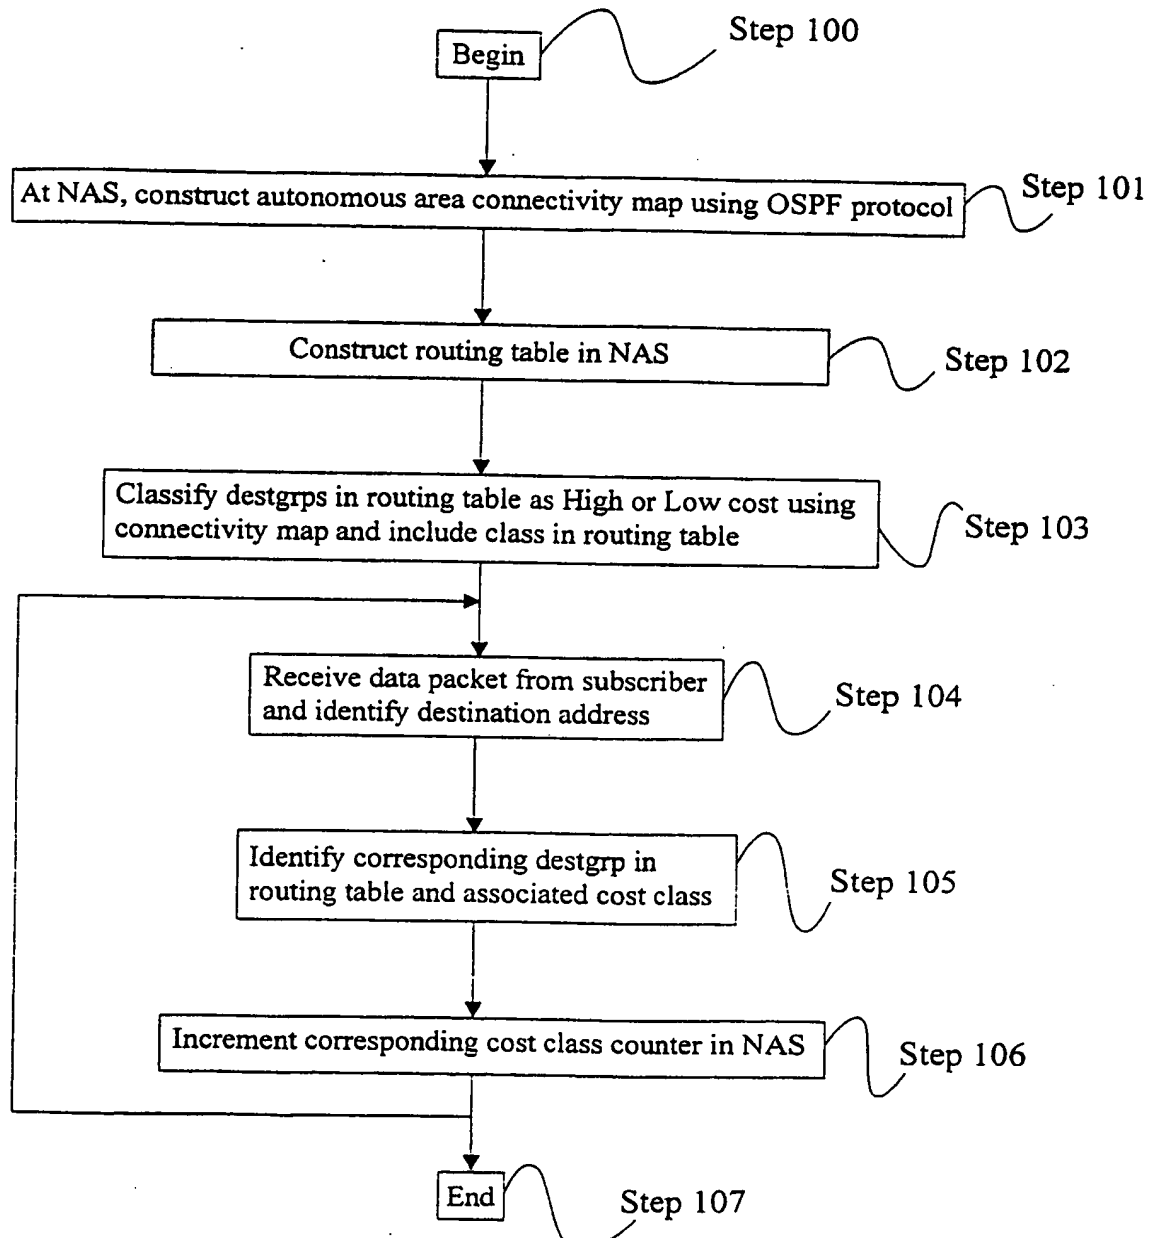 Begin
Step 100
At NAS, construct autonomous area connectivity map using OSPF protocol
Step 101
Construct routing table in NAS
Step 102
Classify destgrps in routing table as High or Low cost using
connectivity map and include class in routing table
Step 103
Receive data packet from subscriber
and identify destination address
Step 104
Identify corresponding destgrp in
routing table and associated cost class
Step 105
Increment corresponding cost class counter in NAS
Step 106
End
Step 107